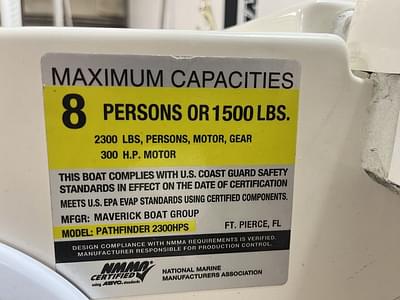 MAXIMUM CAPACITIES
8 PERSONS OR 1500 LBS.
2300 LBS, PERSONS, MOTOR, GEAR
300 H.P. MOTOR
THIS BOAT COMPLIES WITH U.S. COAST GUARD SAFETY
STANDARDS IN EFFECT ON THE DATE OF CERTIFICATION
MEETS U.S. EPA EVAP STANDARDS USING CERTIFIED COMPONENTS.
MFGR: MAVERICK BOAT GROUP
FT. PIERCE, FL
MODEL: PATHFINDER 2300HPS
DESIGN COMPLIANCE WITH NMMA REQUIREMENTS IS VERIFIED.
MANUFACTURER RESPONSIBLE FOR PRODUCTION CONTROL.
NMMA
CERTIFIED
using ABYC standards
NATIONAL MARINE
MANUFACTURERS ASSOCIATION